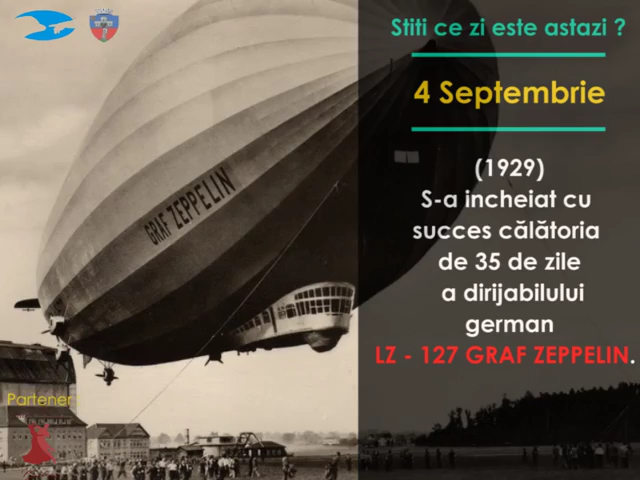 Stiti ce zi este astazi ?
4 Septembrie
(1929)
S-a incheiat cu
succes călătoria
de 35 de zile
a dirijabilului
german
LZ - 127 GRAF ZEPPELIN.
GRAF ZEPPELIN
Partener